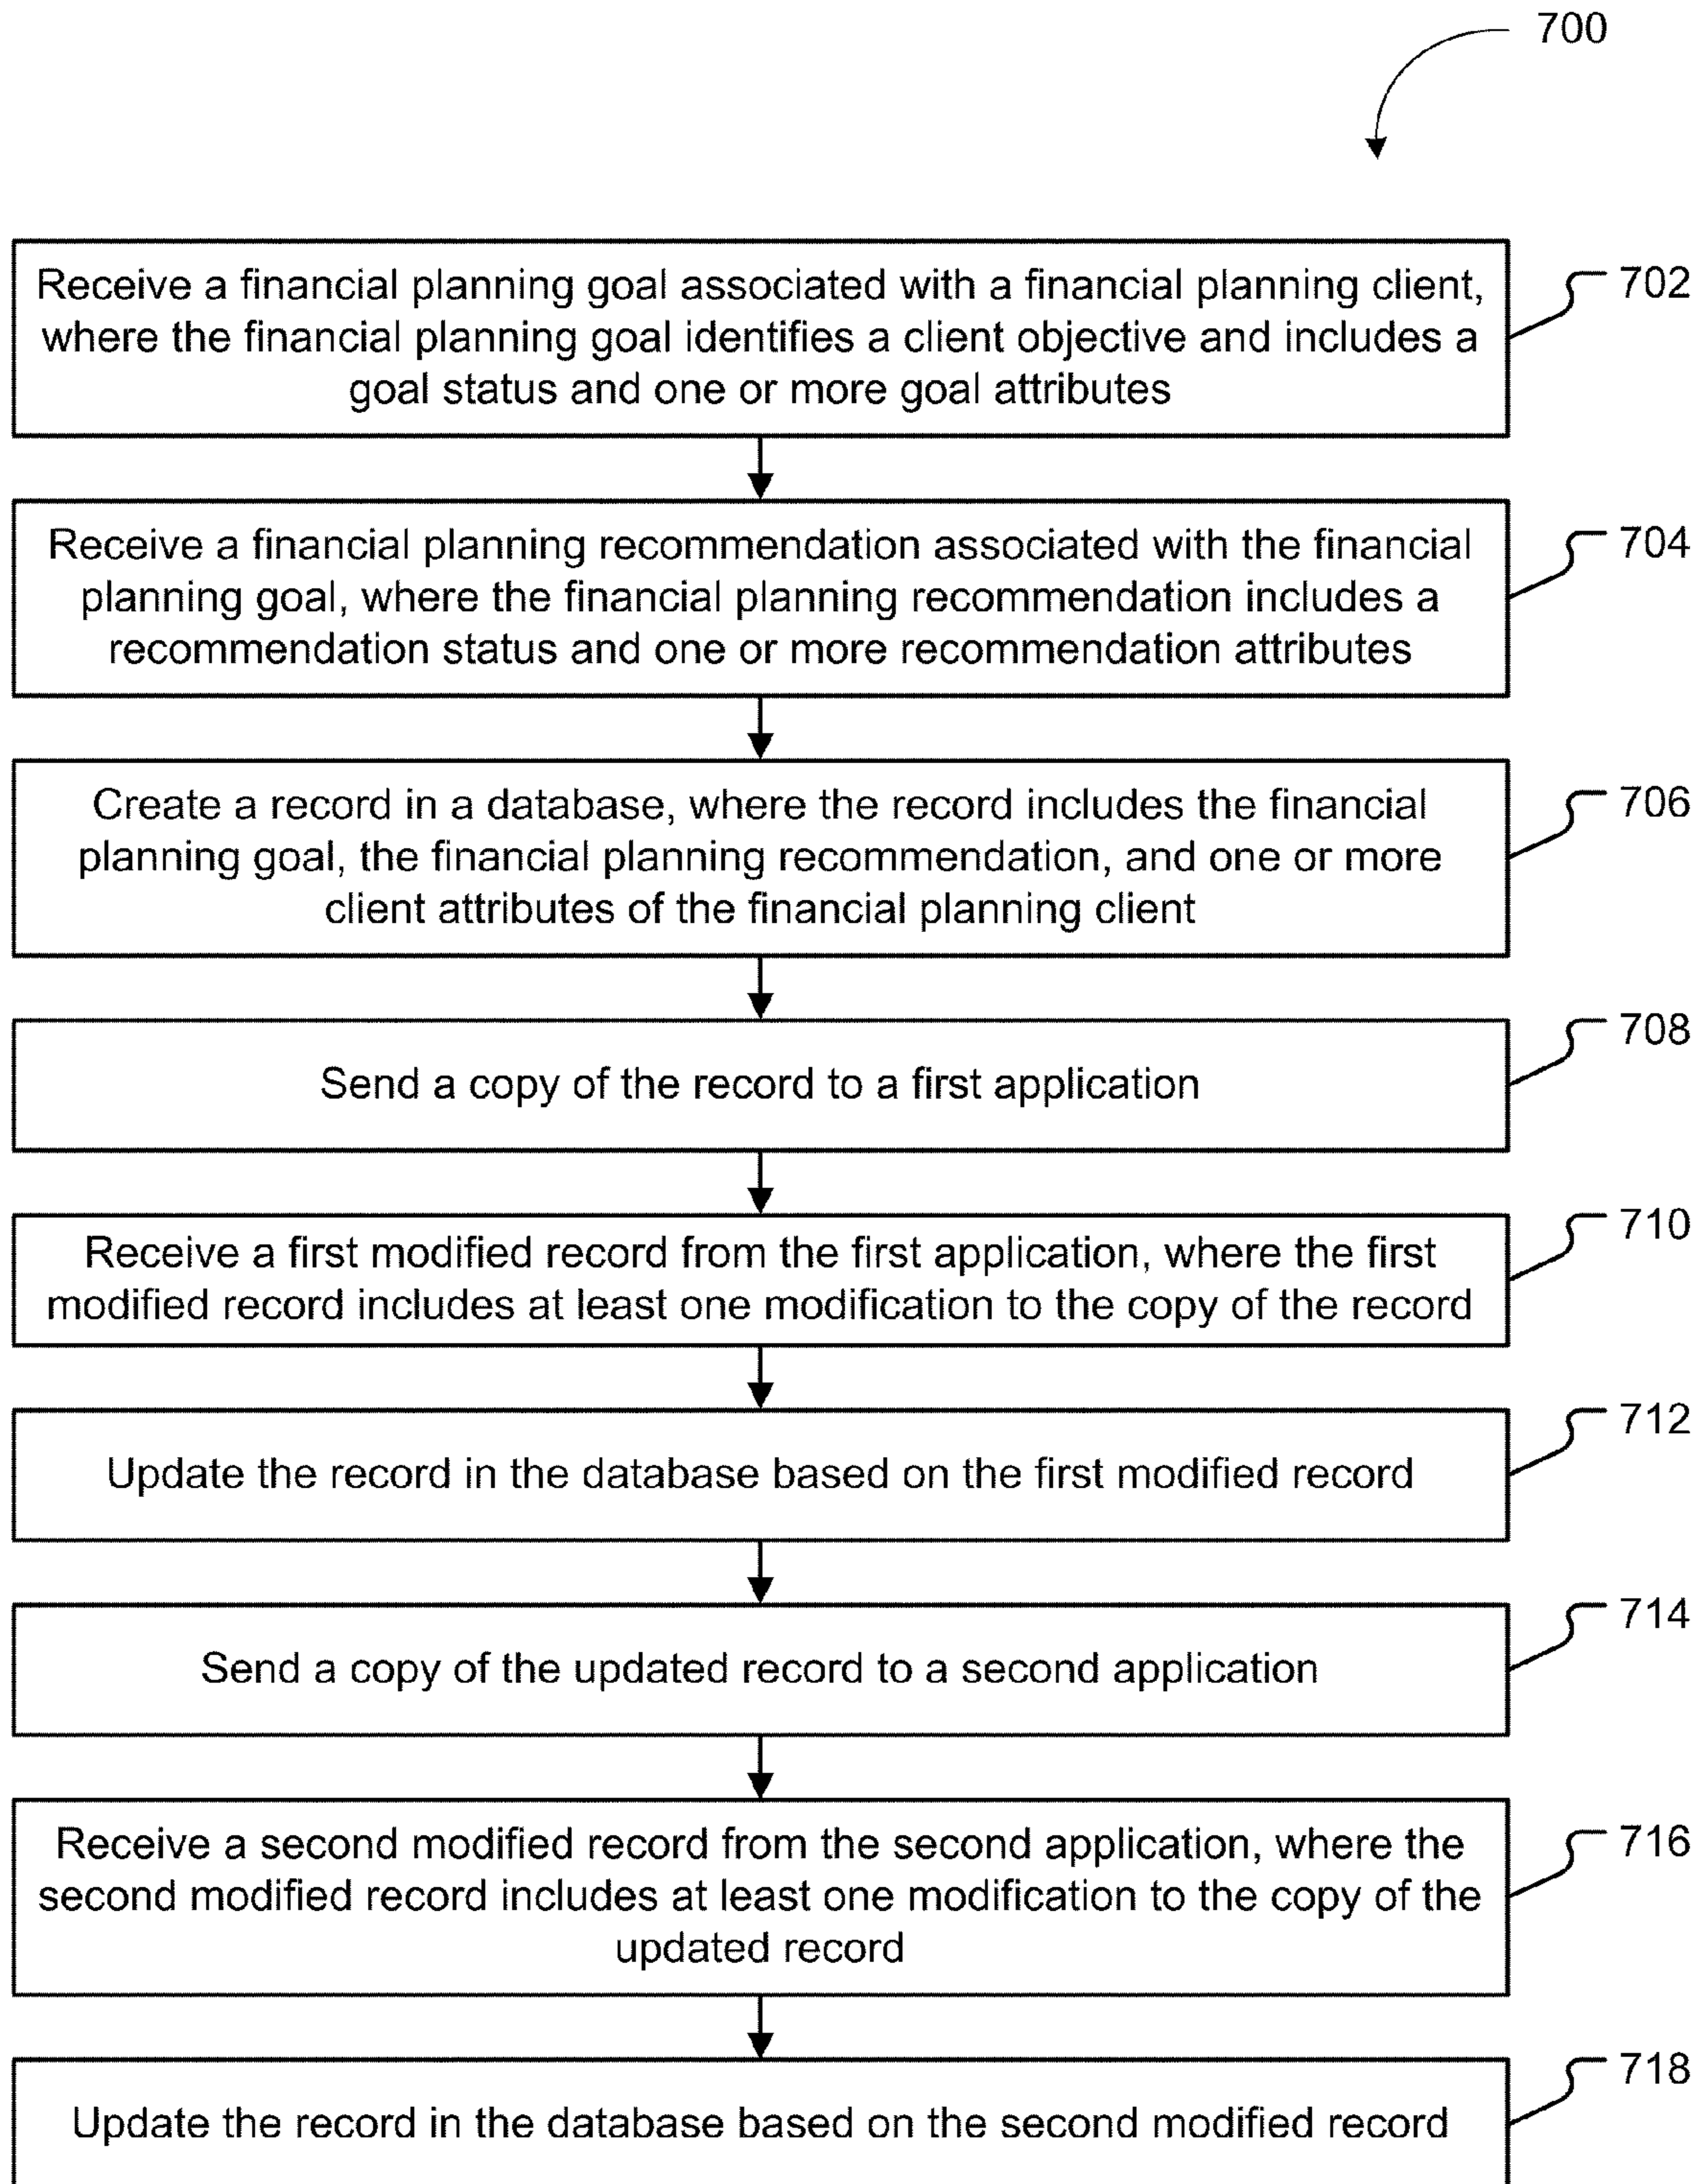 700
Receive a financial planning goal associated with a financial planning client,
where the financial planning goal identifies a client objective and includes a
goal status and one or more goal attributes
702
Receive a financial planning recommendation associated with the financial
planning goal, where the financial planning recommendation includes a
recommendation status and one or more recommendation attributes
704
Create a record in a database, where the record includes the financial
planning goal, the financial planning recommendation, and one or more
client attributes of the financial planning client
706
Send a copy of the record to a first application
708
Receive a first modified record from the first application, where the first
modified record includes at least one modification to the copy of the record
710
Update the record in the database based on the first modified record
712
Send a copy of the updated record to a second application
714
Receive a second modified record from the second application, where the
second modified record includes at least one modification to the copy of the
updated record
716
Update the record in the database based on the second modified record
718